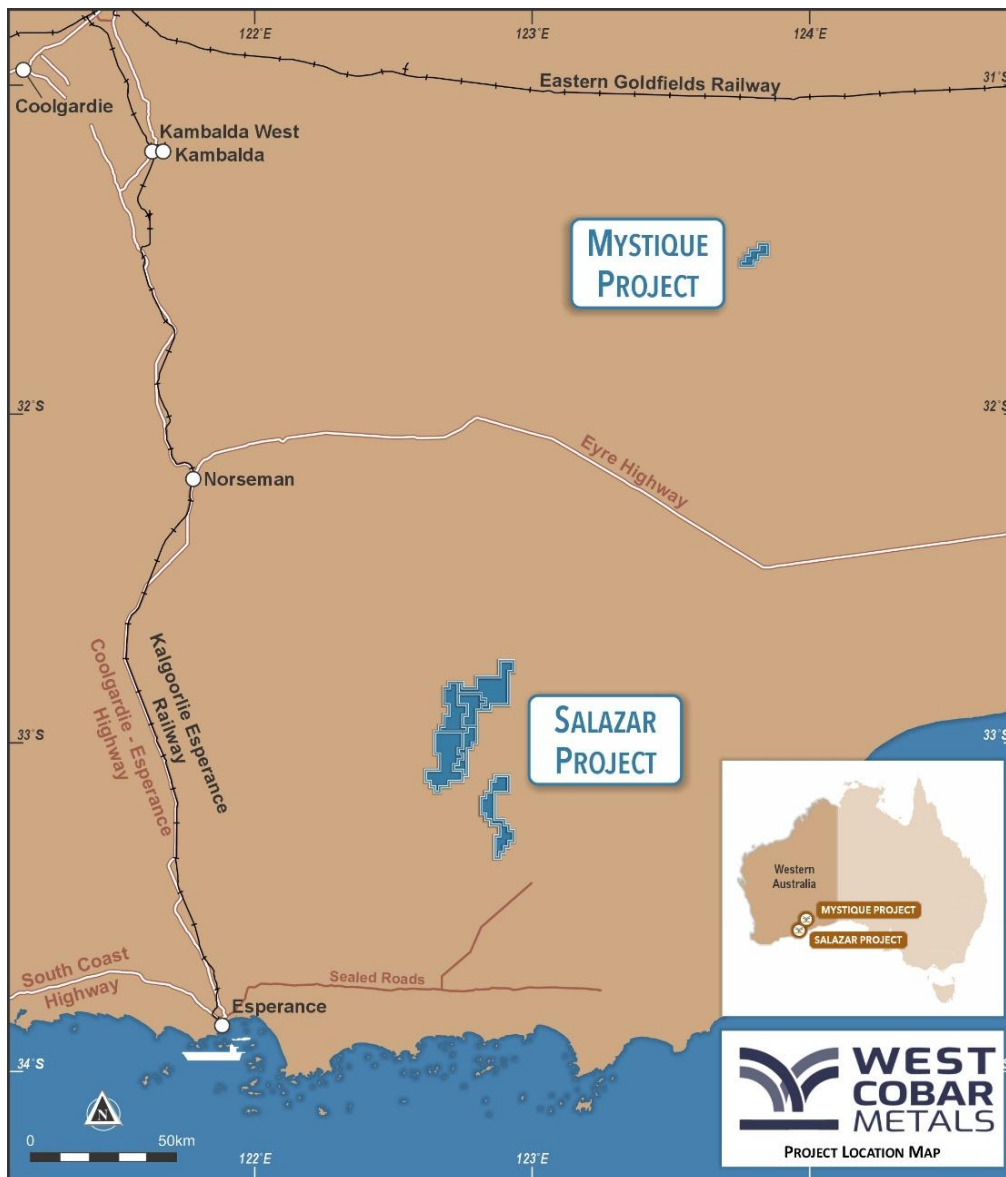 122°E
123°E
124°E
31°S
Eastern Goldfields Railway
Coolgardie
Kambalda West
Kambalda
MYSTIQUE
PROJECT
32°S
32°S
Norseman
Eyre Highway
Coolgardie - Esperance
Highway
Kalgoorlie Esperance
Railway
SALAZAR
PROJECT
33°S
33°S
Western
Australia
MYSTIQUE PROJECT
SALAZAR PROJECT
South Coast
Highway
Sealed Roads
Esperance
34°S
N
0
50km
122°E
123°E
WEST
COBAR
METALS
PROJECT LOCATION MAP